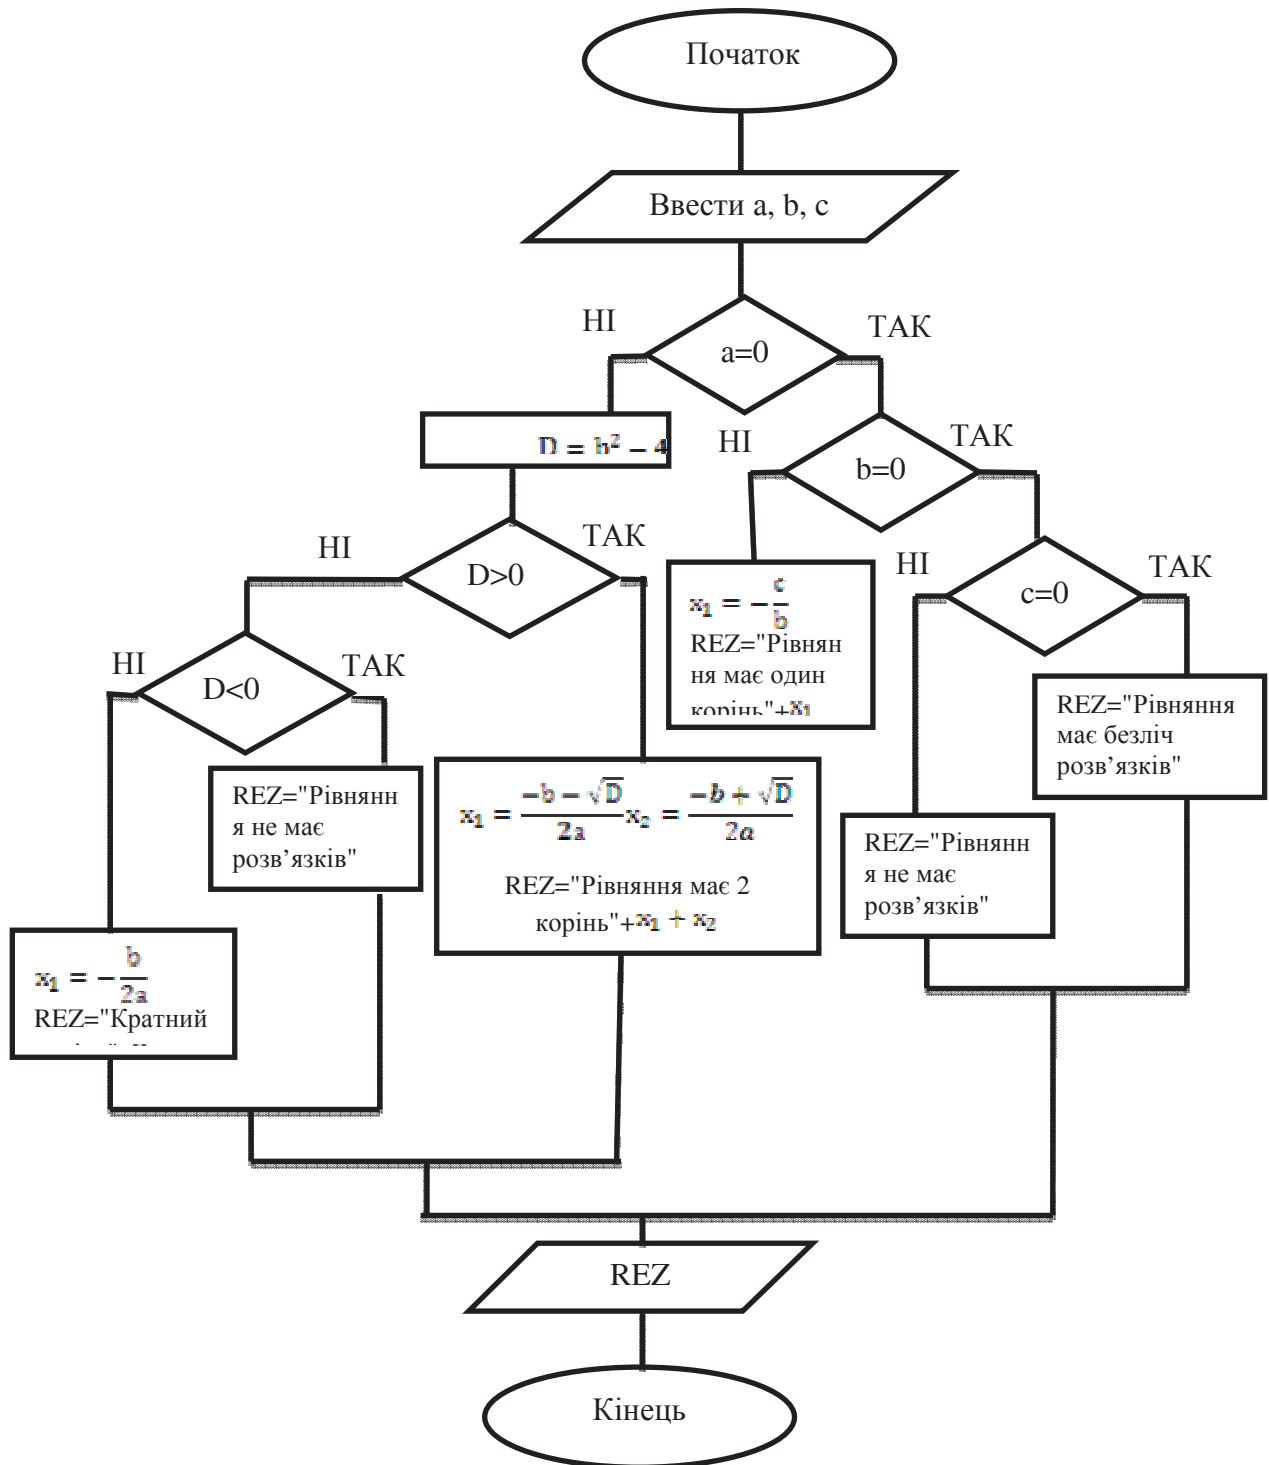 Початок
Ввести a, b, c
НІ
ТАК
a=0
D = b² − 4
НІ
ТАК
b=0
НІ
ТАК
D>0
НІ
ТАК
c=0
x₁ = −c/b
REZ="Рівнян
ня має один
корінь"+x₁
НІ
ТАК
D<0
REZ="Рівняння
має безліч
розв’язків"
REZ="Рівнянн
я не має
розв’язків"
x₁ = (−b − √D)/2a x₂ = (−b + √D)/2a
REZ="Рівняння має 2
корінь"+x₁ + x₂
REZ="Рівнянн
я не має
розв’язків"
x₁ = −b/2a
REZ="Кратний
REZ
Кінець